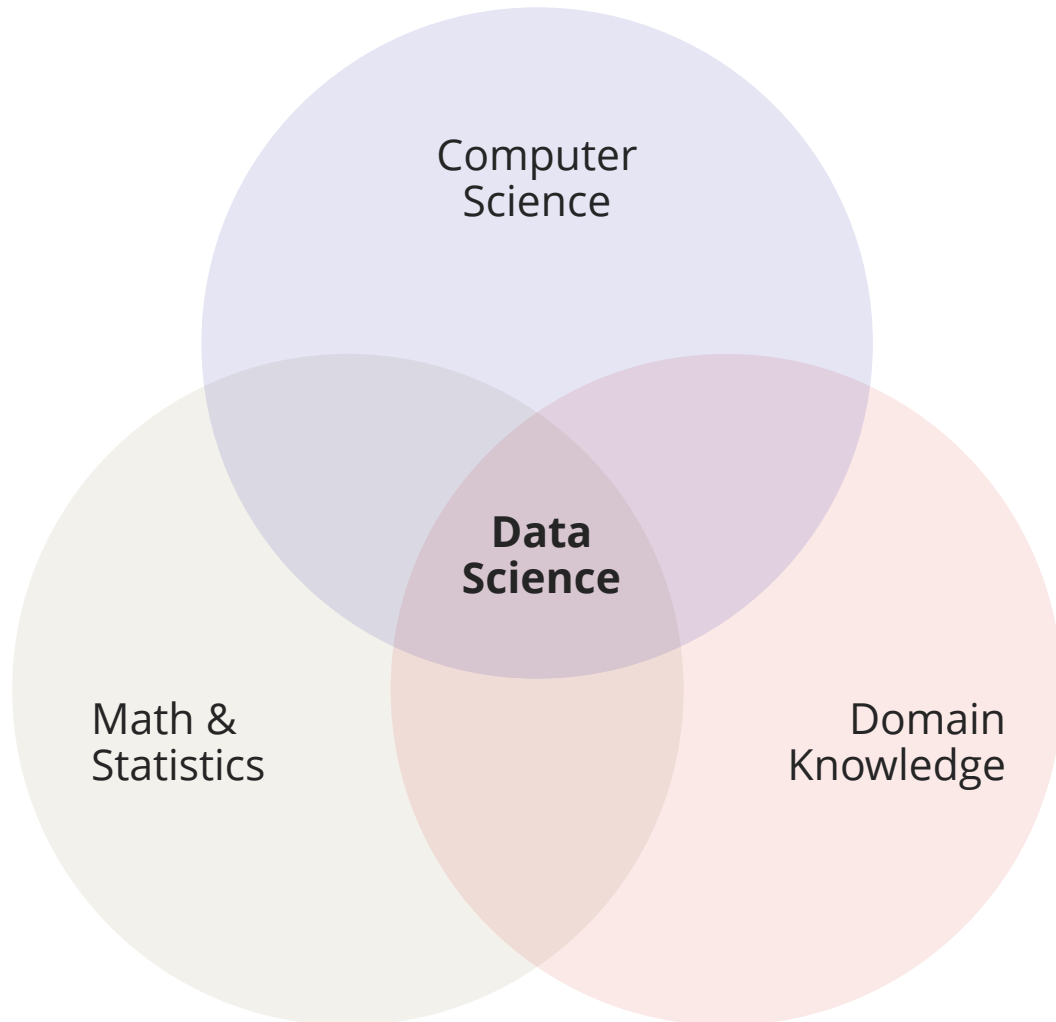 Computer
Science
Data
Science
Math &
Statistics
Domain
Knowledge